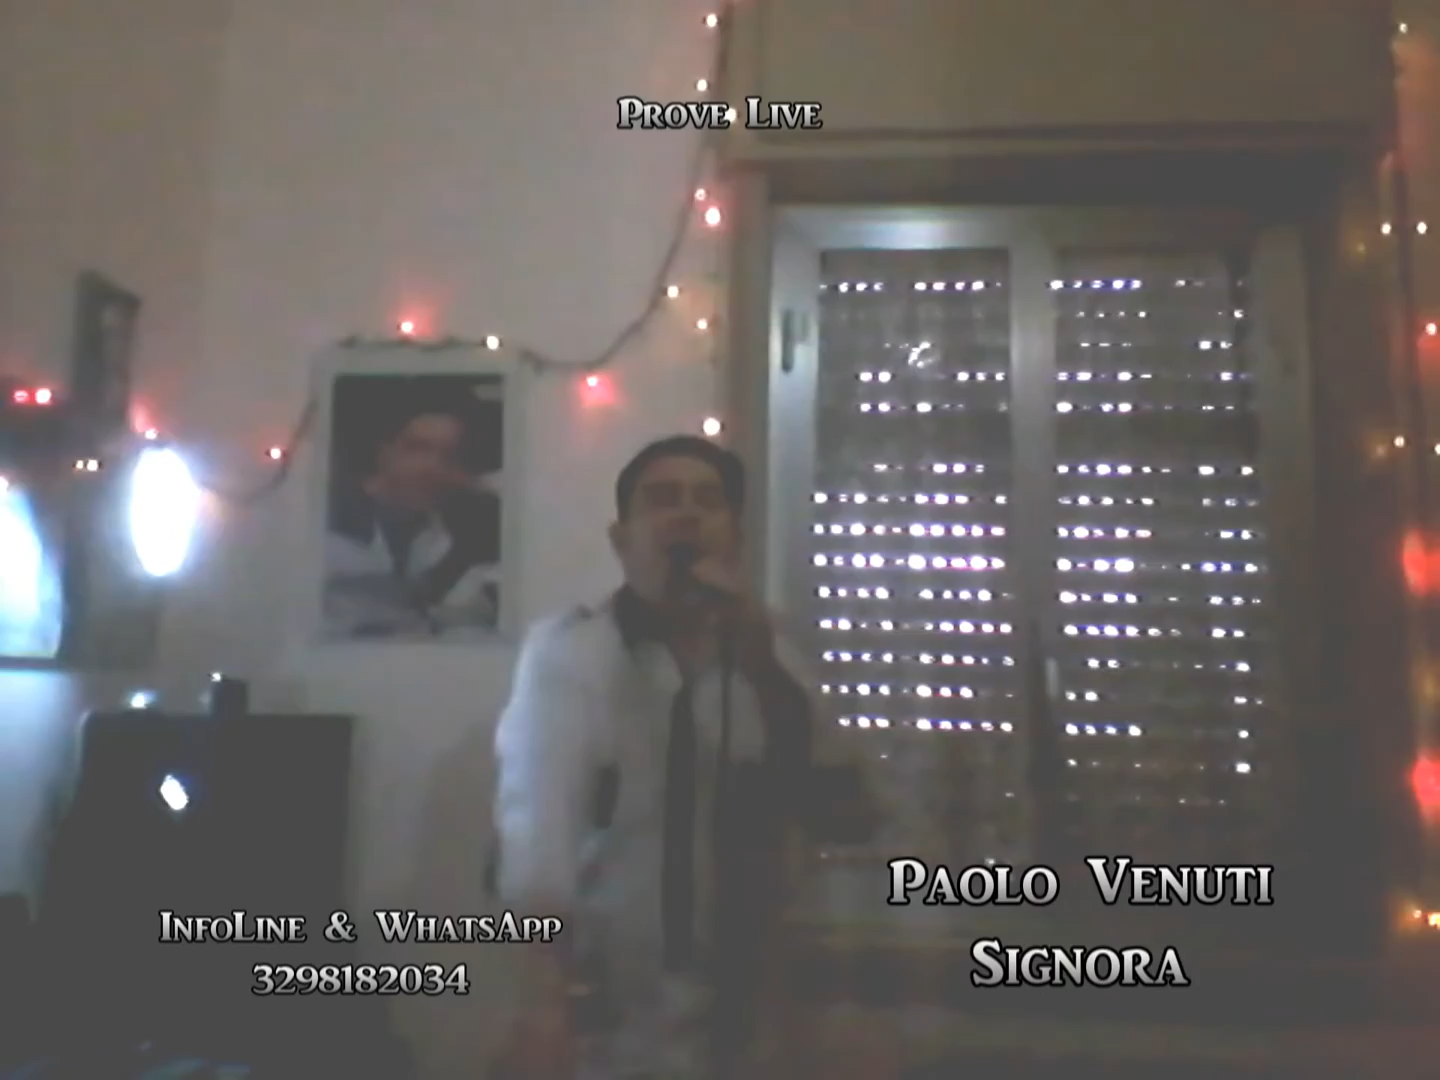 Prove Live
Paolo Venuti
Signora
InfoLine & WhatsApp
3298182034